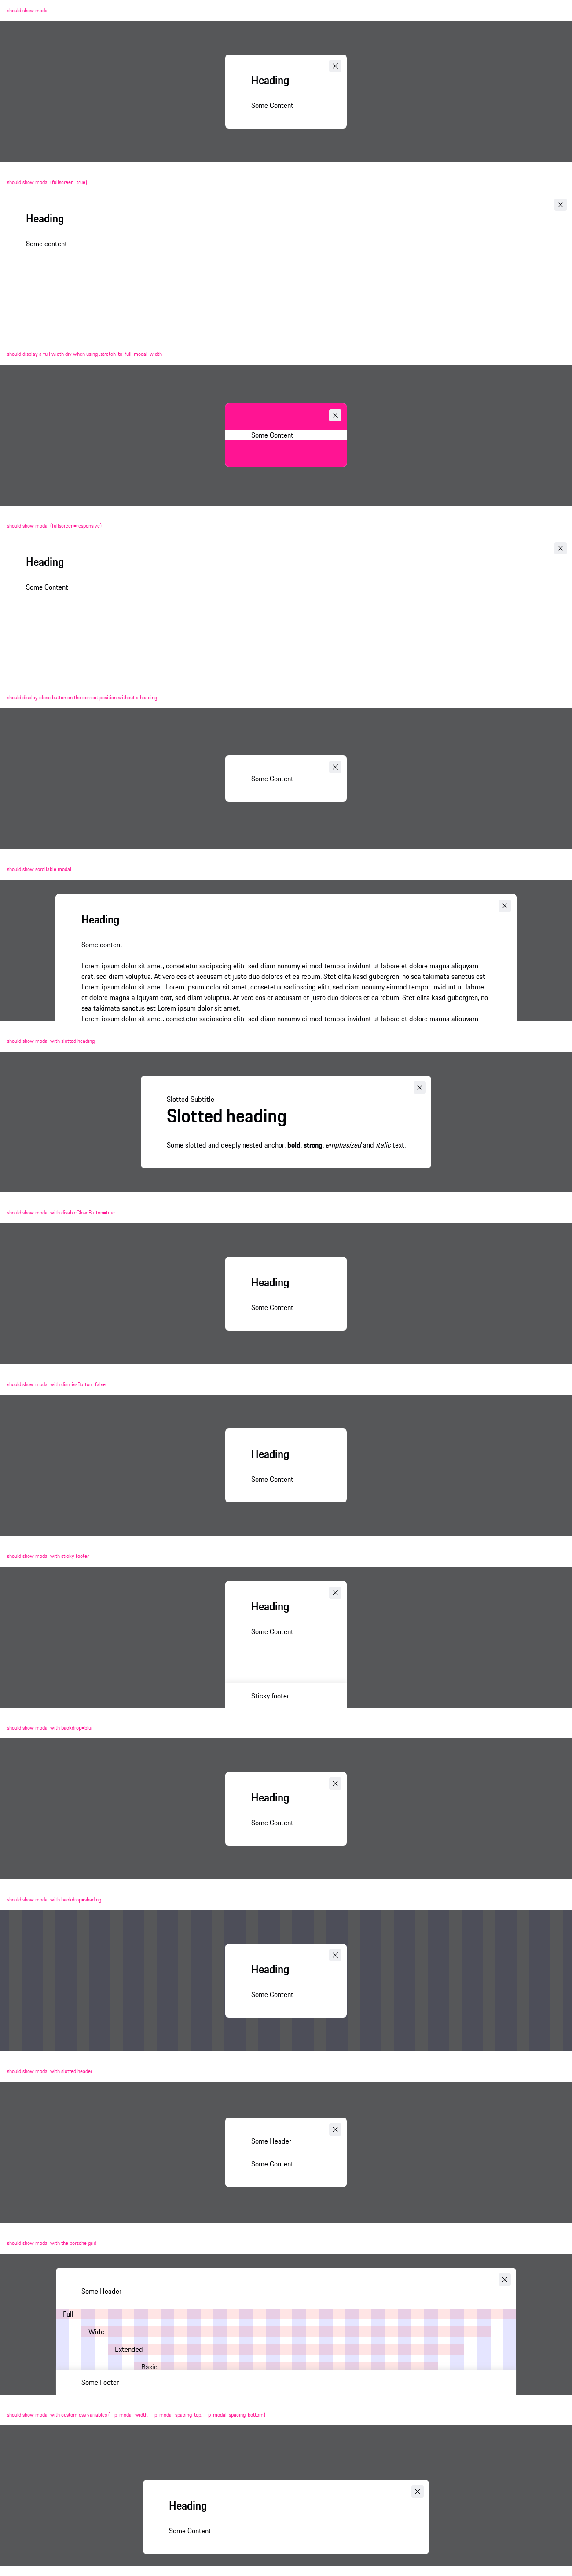 should show modal
Heading
Some Content
should show modal [fullscreen=true]
Heading
Some content
should display a full width div when using .stretch-to-full-modal-width
Some Content
should show modal [fullscreen=responsive]
Heading
Some Content
should display close button on the correct position without a heading .
Some Content
should show scrollable modal
Heading
Some content
Lorem ipsum dolor sit amet, consetetur sadipscing elitr, sed diam nonumy eirmod tempor invidunt ut labore et dolore magna aliquyam
erat, sed diam voluptua. At vero eos et accusam et justo duo dolores et ea rebum. Stet clita kasd gubergren, no sea takimata sanctus est
Lorem ipsum dolor sit amet. Lorem ipsum dolor sit amet, consetetur sadipscing elitr, sed diam nonumy eirmod tempor invidunt ut labore
et dolore magna aliquyam erat, sed diam voluptua. At vero eos et accusam et justo duo dolores et ea rebum. Stet clita kasd gubergren, no
sea takimata sanctus est Lorem ipsum dolor sit amet.
Lorem ipsum dolor sit amet, consetetur sadipscing elitr, sed diam nonumy eirmod tempor invidunt ut labore et dolore magna aliquyam
should show modal with slotted heading
Slotted Subtitle
Slotted heading
Some slotted and deeply nested anchor, bold, strong, emphasized and italic text.
should show modal with disableCloseButton=true
Heading
Some Content
should show modal with dismissButton=false
Heading
Some Content
should show modal with sticky footer
Heading
Some Content
Sticky footer
should show modal with backdrop=blur
Heading
Some Content
should show modal with backdrop=shading
Heading
Some Content
should show modal with slotted header
Some Header
Some Content
should show modal with the porsche grid
Some Header
Full
Wide
Extended
Basic
Some Footer
should show modal with custom css variables [--p-modal-width, --p-modal-spacing-top, --p-modal-spacing-bottom]
Heading
Some Content